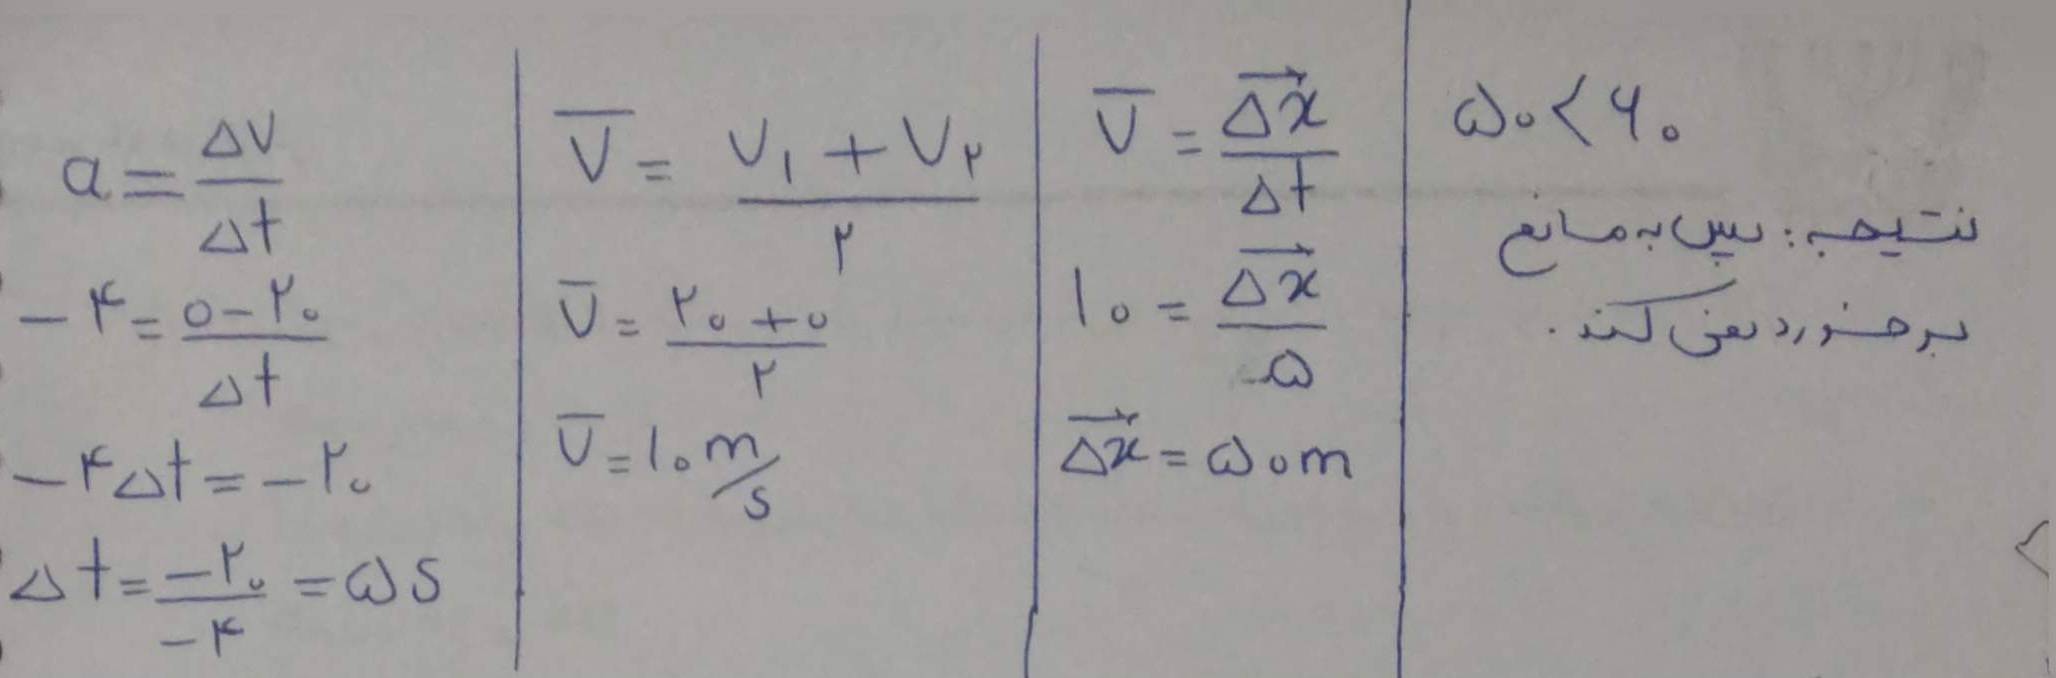 a = ΔV / Δt
-۴ = ۰-۲۰ / Δt
-۴Δt = -۲۰
Δt = -۲۰ / -۴ = ۵ s
V̄ = V۱ + V۲ / ۲
V̄ = ۲۰+۰ / ۲
V̄ = ۱۰ m/s
V̄ = Δx⃗ / Δt
۱۰ = Δx⃗ / ۵
Δx⃗ = ۵۰m
۵۰ < ۶۰
نتیجه: پس به مانع
برخورد نمی کند.